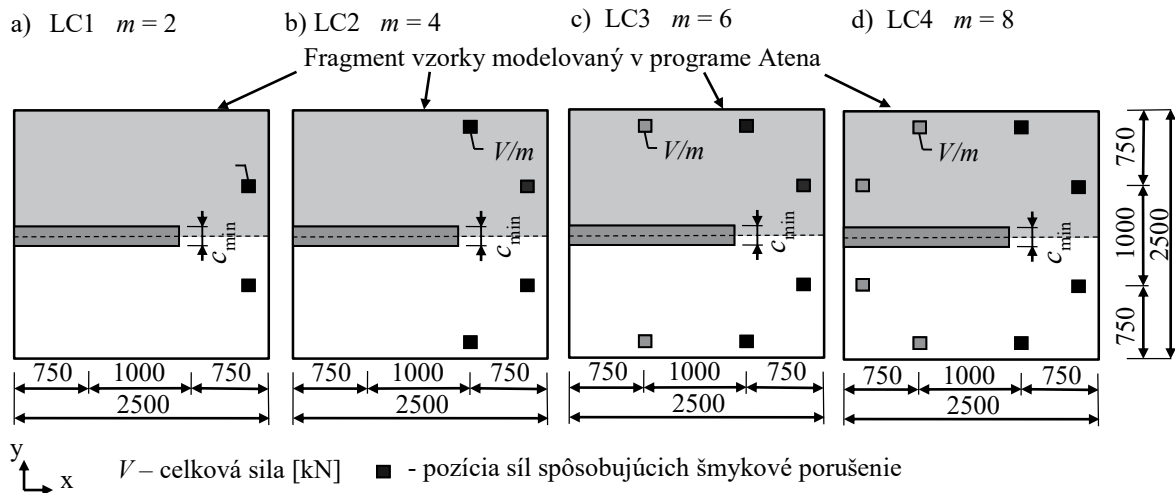 a) LC1 m = 2
b) LC2 m = 4
c) LC3 m = 6
d) LC4 m = 8
Fragment vzorky modelovaný v programe Atena
V/m
V/m
V/m
c_min
c_min
c_min
c_min
750
1000
750
2500
750 1000 750
2500
750 1000 750
2500
750 1000 750
2500
750 1000 750
2500
y
x
V – celková sila [kN]
- pozícia síl spôsobujúcich šmykové porušenie